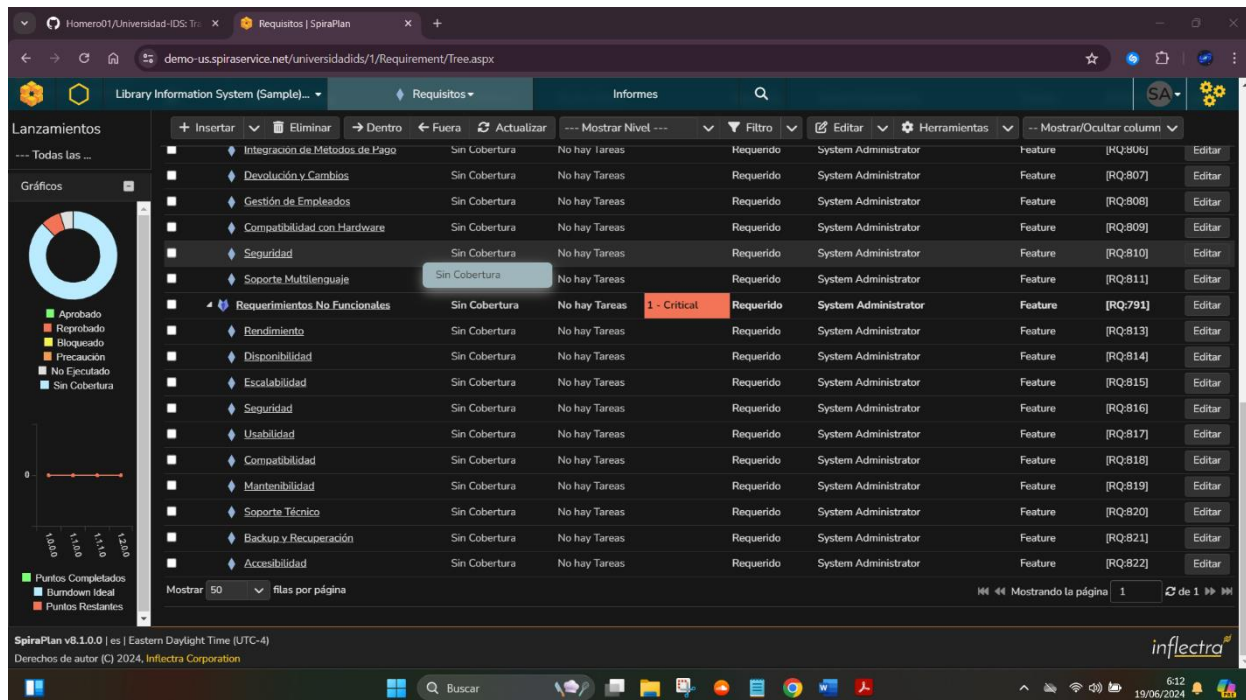 Homero01/Universidad-IDS: Tra
Requisitos | SpiraPlan
demo-us.spiraservice.net/universidadids/1/Requirement/Tree.aspx
Library Information System (Sample)... Requisitos Informes SA
Lanzamientos
--- Todas las ...
Gráficos
Aprobado
Reprobado
Bloqueado
Precaución
No Ejecutado
Sin Cobertura
0
1.0.0.0 1.1.0.0 1.1.1.0 1.2.0.0
Puntos Completados
Burndown Ideal
Puntos Restantes
Insertar Eliminar Dentro Fuera Actualizar --- Mostrar Nivel --- Filtro Editar Herramientas -- Mostrar/Ocultar column
Integración de Métodos de Pago Sin Cobertura No hay Tareas Requerido System Administrator Feature [RQ:806] Editar
Devolución y Cambios Sin Cobertura No hay Tareas Requerido System Administrator Feature [RQ:807] Editar
Gestión de Empleados Sin Cobertura No hay Tareas Requerido System Administrator Feature [RQ:808] Editar
Compatibilidad con Hardware Sin Cobertura No hay Tareas Requerido System Administrator Feature [RQ:809] Editar
Seguridad Sin Cobertura No hay Tareas Requerido System Administrator Feature [RQ:810] Editar
Soporte Multilenguaje Sin Cobertura No hay Tareas Requerido System Administrator Feature [RQ:811] Editar
Requerimientos No Funcionales Sin Cobertura No hay Tareas 1 - Critical Requerido System Administrator Feature [RQ:791] Editar
Rendimiento Sin Cobertura No hay Tareas Requerido System Administrator Feature [RQ:813] Editar
Disponibilidad Sin Cobertura No hay Tareas Requerido System Administrator Feature [RQ:814] Editar
Escalabilidad Sin Cobertura No hay Tareas Requerido System Administrator Feature [RQ:815] Editar
Seguridad Sin Cobertura No hay Tareas Requerido System Administrator Feature [RQ:816] Editar
Usabilidad Sin Cobertura No hay Tareas Requerido System Administrator Feature [RQ:817] Editar
Compatibilidad Sin Cobertura No hay Tareas Requerido System Administrator Feature [RQ:818] Editar
Mantenibilidad Sin Cobertura No hay Tareas Requerido System Administrator Feature [RQ:819] Editar
Soporte Técnico Sin Cobertura No hay Tareas Requerido System Administrator Feature [RQ:820] Editar
Backup y Recuperación Sin Cobertura No hay Tareas Requerido System Administrator Feature [RQ:821] Editar
Accesibilidad Sin Cobertura No hay Tareas Requerido System Administrator Feature [RQ:822] Editar
Mostrar 50 filas por página Mostrando la página 1 de 1
SpiraPlan v8.1.0.0 | es | Eastern Daylight Time (UTC-4)
Derechos de autor (C) 2024, Inflectra Corporation
inflectra
Buscar
6:12
19/06/2024